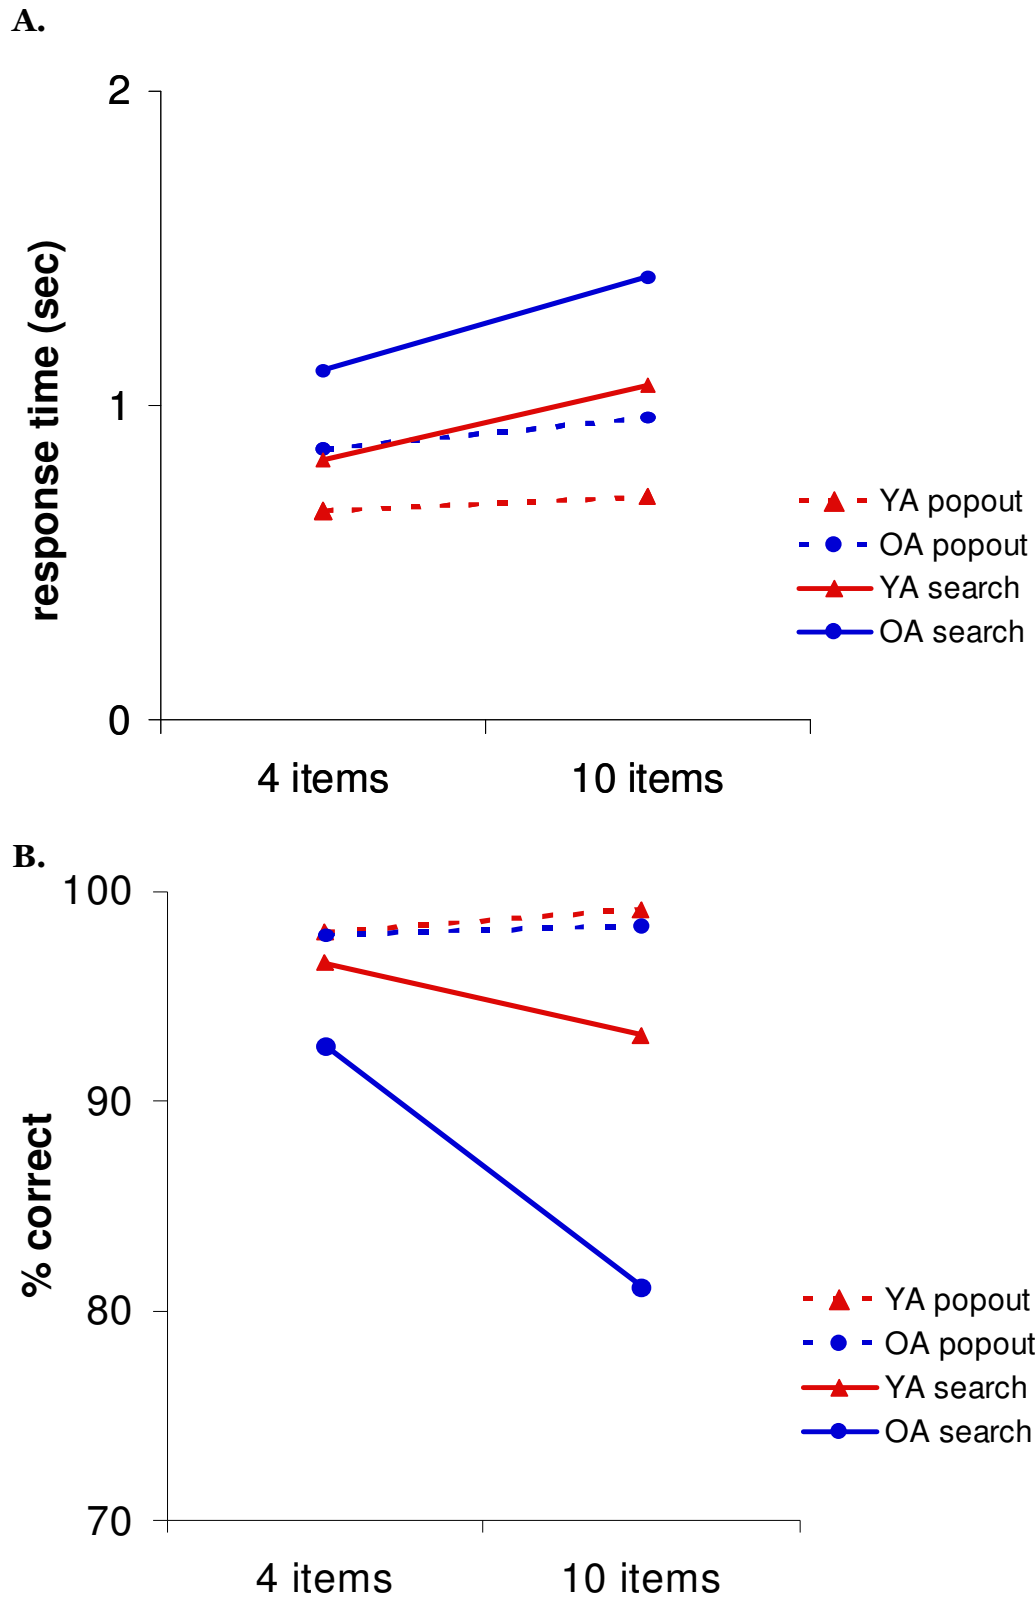 A.
2
1
0
response time (sec)
4 items
10 items
YA popout
OA popout
YA search
OA search
B.
100
90
80
70
% correct
4 items
10 items
YA popout
OA popout
YA search
OA search